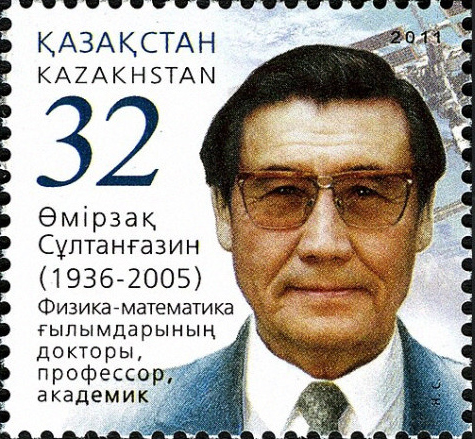 ҚАЗАҚСТАН
2011
KAZAKHSTAN
32
Өмірзақ
Сұлтанғазин
(1936-2005)
Физика-математика
ғылымдарының
докторы,
профессор,
академик
Н. С.